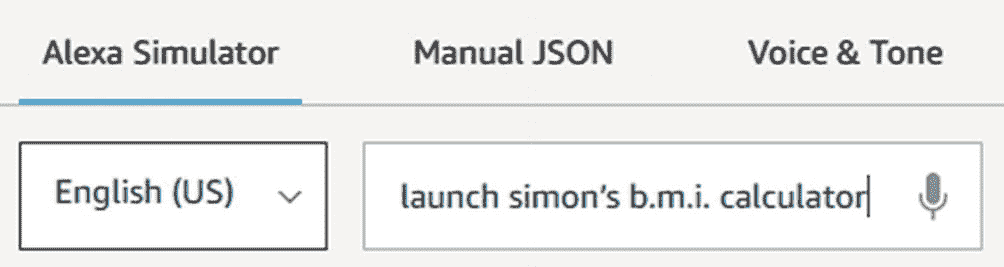 Alexa Simulator Manual JSON Voice & Tone
English (US) launch simon's b.m.i. calculator